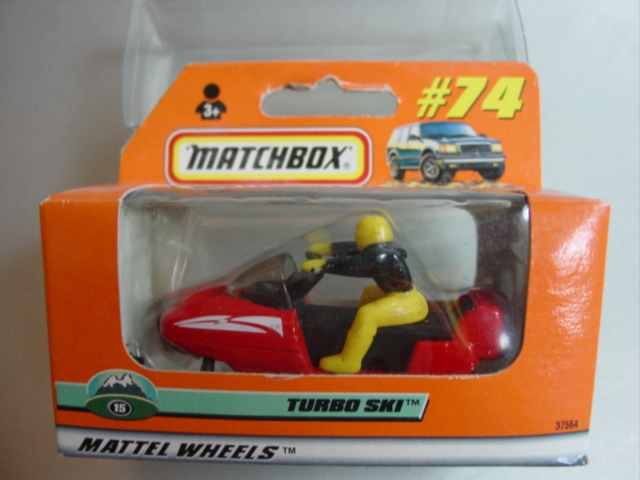 #74
3+
MATCHBOX®
15
TURBO SKI™
37564
MATTEL WHEELS™